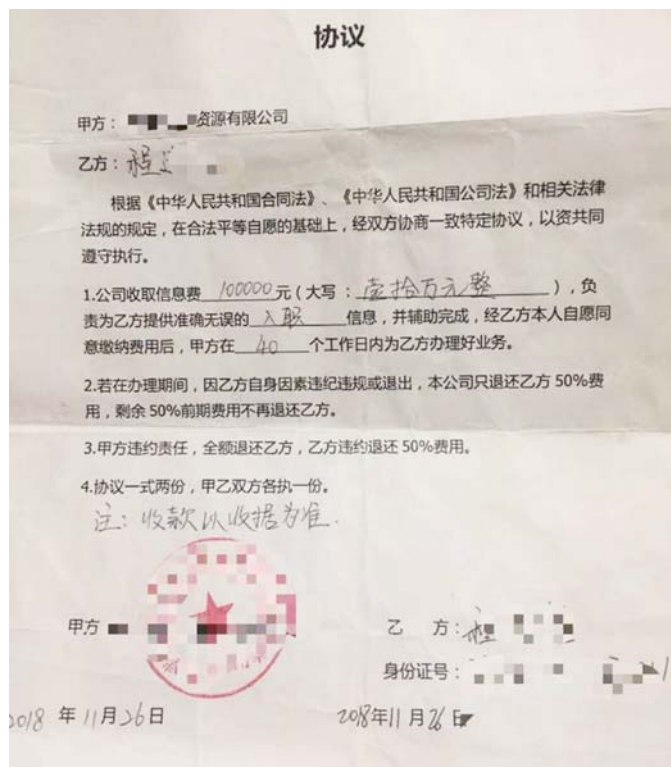 协议
甲方：资源有限公司
乙方：程
根据《中华人民共和国合同法》、《中华人民共和国公司法》和相关法律
法规的规定，在合法平等自愿的基础上，经双方协商一致特定协议，以资共同
遵守执行。
1.公司收取信息费 100000 元（大写：壹拾万元整），负
责为乙方提供准确无误的 入职 信息，并辅助完成，经乙方本人自愿同
意缴纳费用后，甲方在 40 个工作日内为乙方办理好业务。
2.若在办理期间，因乙方自身因素违纪违规或退出，本公司只退还乙方 50%费
用，剩余 50%前期费用不再退还乙方。
3.甲方违约责任，全额退还乙方，乙方违约退还 50%费用。
4.协议一式两份，甲乙双方各执一份。
注：收款以收据为准.
甲方
乙 方：程
身份证号：
2018 年 11月26日
2018年11月26日